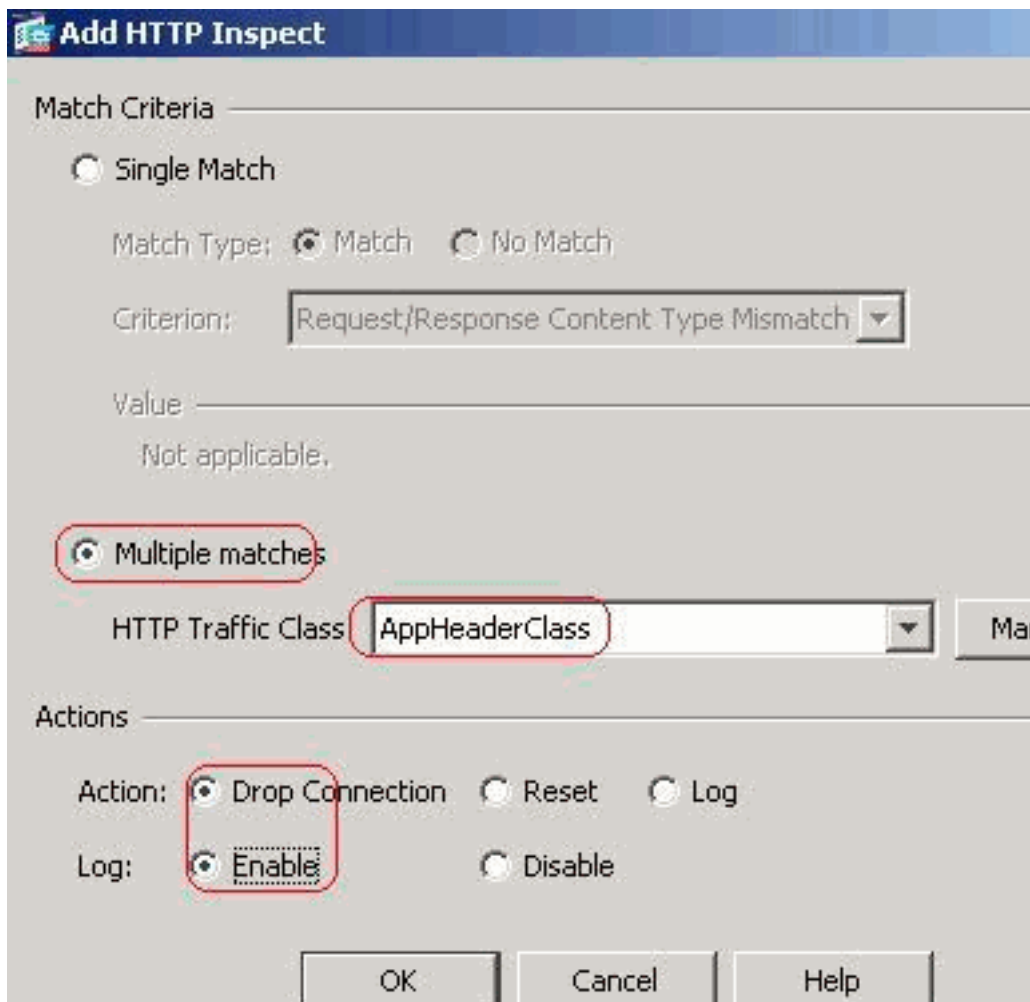 Add HTTP Inspect
Match Criteria
Single Match
Match Type: Match No Match
Criterion: Request/Response Content Type Mismatch
Value
Not applicable.
Multiple matches
HTTP Traffic Class AppHeaderClass Ma
Actions
Action: Drop Connection Reset Log
Log: Enable Disable
OK Cancel Help